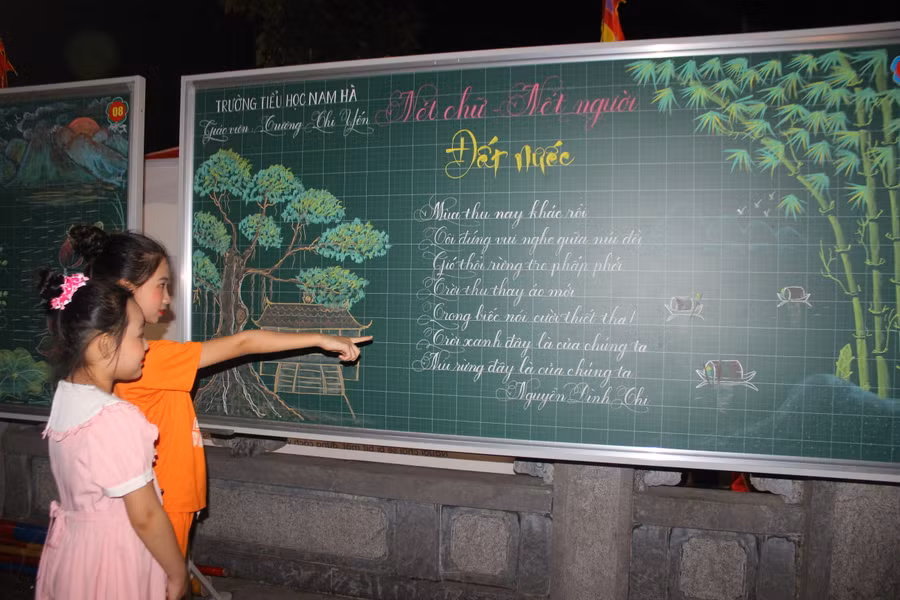 08
TRƯỜNG TIỂU HỌC NAM HÀ
Giáo viên: Trương Thị Yến
Nét chữ - Nết người
Đất nước
Mùa thu nay khác rồi
Tôi đứng vui nghe giữa núi đồi
Gió thổi rừng tre phấp phới
Trời thu thay áo mới
Trong biếc nói cười thiết tha!
Trời xanh đây là của chúng ta
Núi rừng đây là của chúng ta
Nguyễn Đình Thi